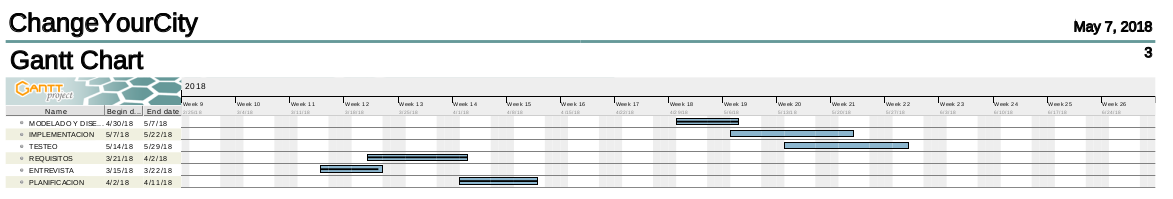 ChangeYourCity
May 7, 2018
3
Gantt Chart
GANTT project
2018
Week 9 Week 10 Week 11 Week 12 Week 13 Week 14 Week 15 Week 16 Week 17 Week 18 Week 19 Week 20 Week 21 Week 22 Week 23 Week 24 Week 25 Week 26
Name Begin d... End date
MODELADO Y DISE... 4/30/18 5/7/18
IMPLEMENTACION 5/7/18 5/22/18
TESTEO 5/14/18 5/29/18
REQUISITOS 3/21/18 4/2/18
ENTREVISTA 3/15/18 3/22/18
PLANIFICACION 4/2/18 4/11/18